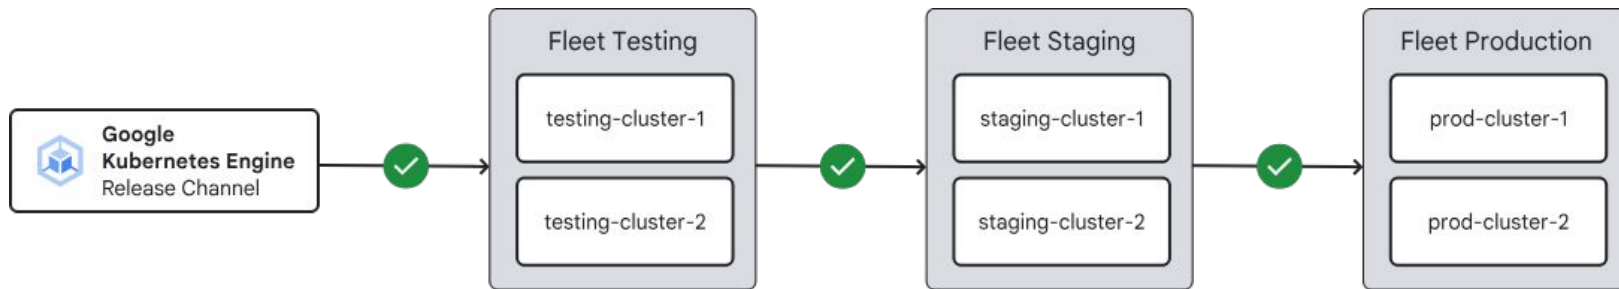 Google
Kubernetes Engine
Release Channel
Fleet Testing
testing-cluster-1
testing-cluster-2
Fleet Staging
staging-cluster-1
staging-cluster-2
Fleet Production
prod-cluster-1
prod-cluster-2